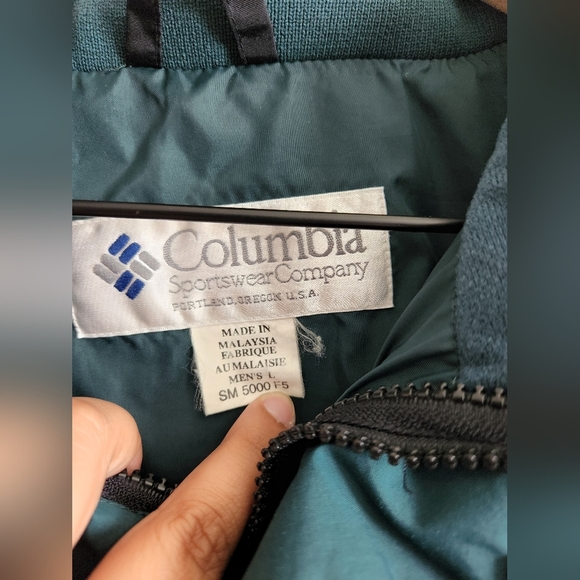 Columbia
Sportswear Company
PORTLAND, OREGON U.S.A.
MADE IN
MALAYSIA
FABRIQUE
AU MALAISIE
MEN'S L
SM 5000 F5